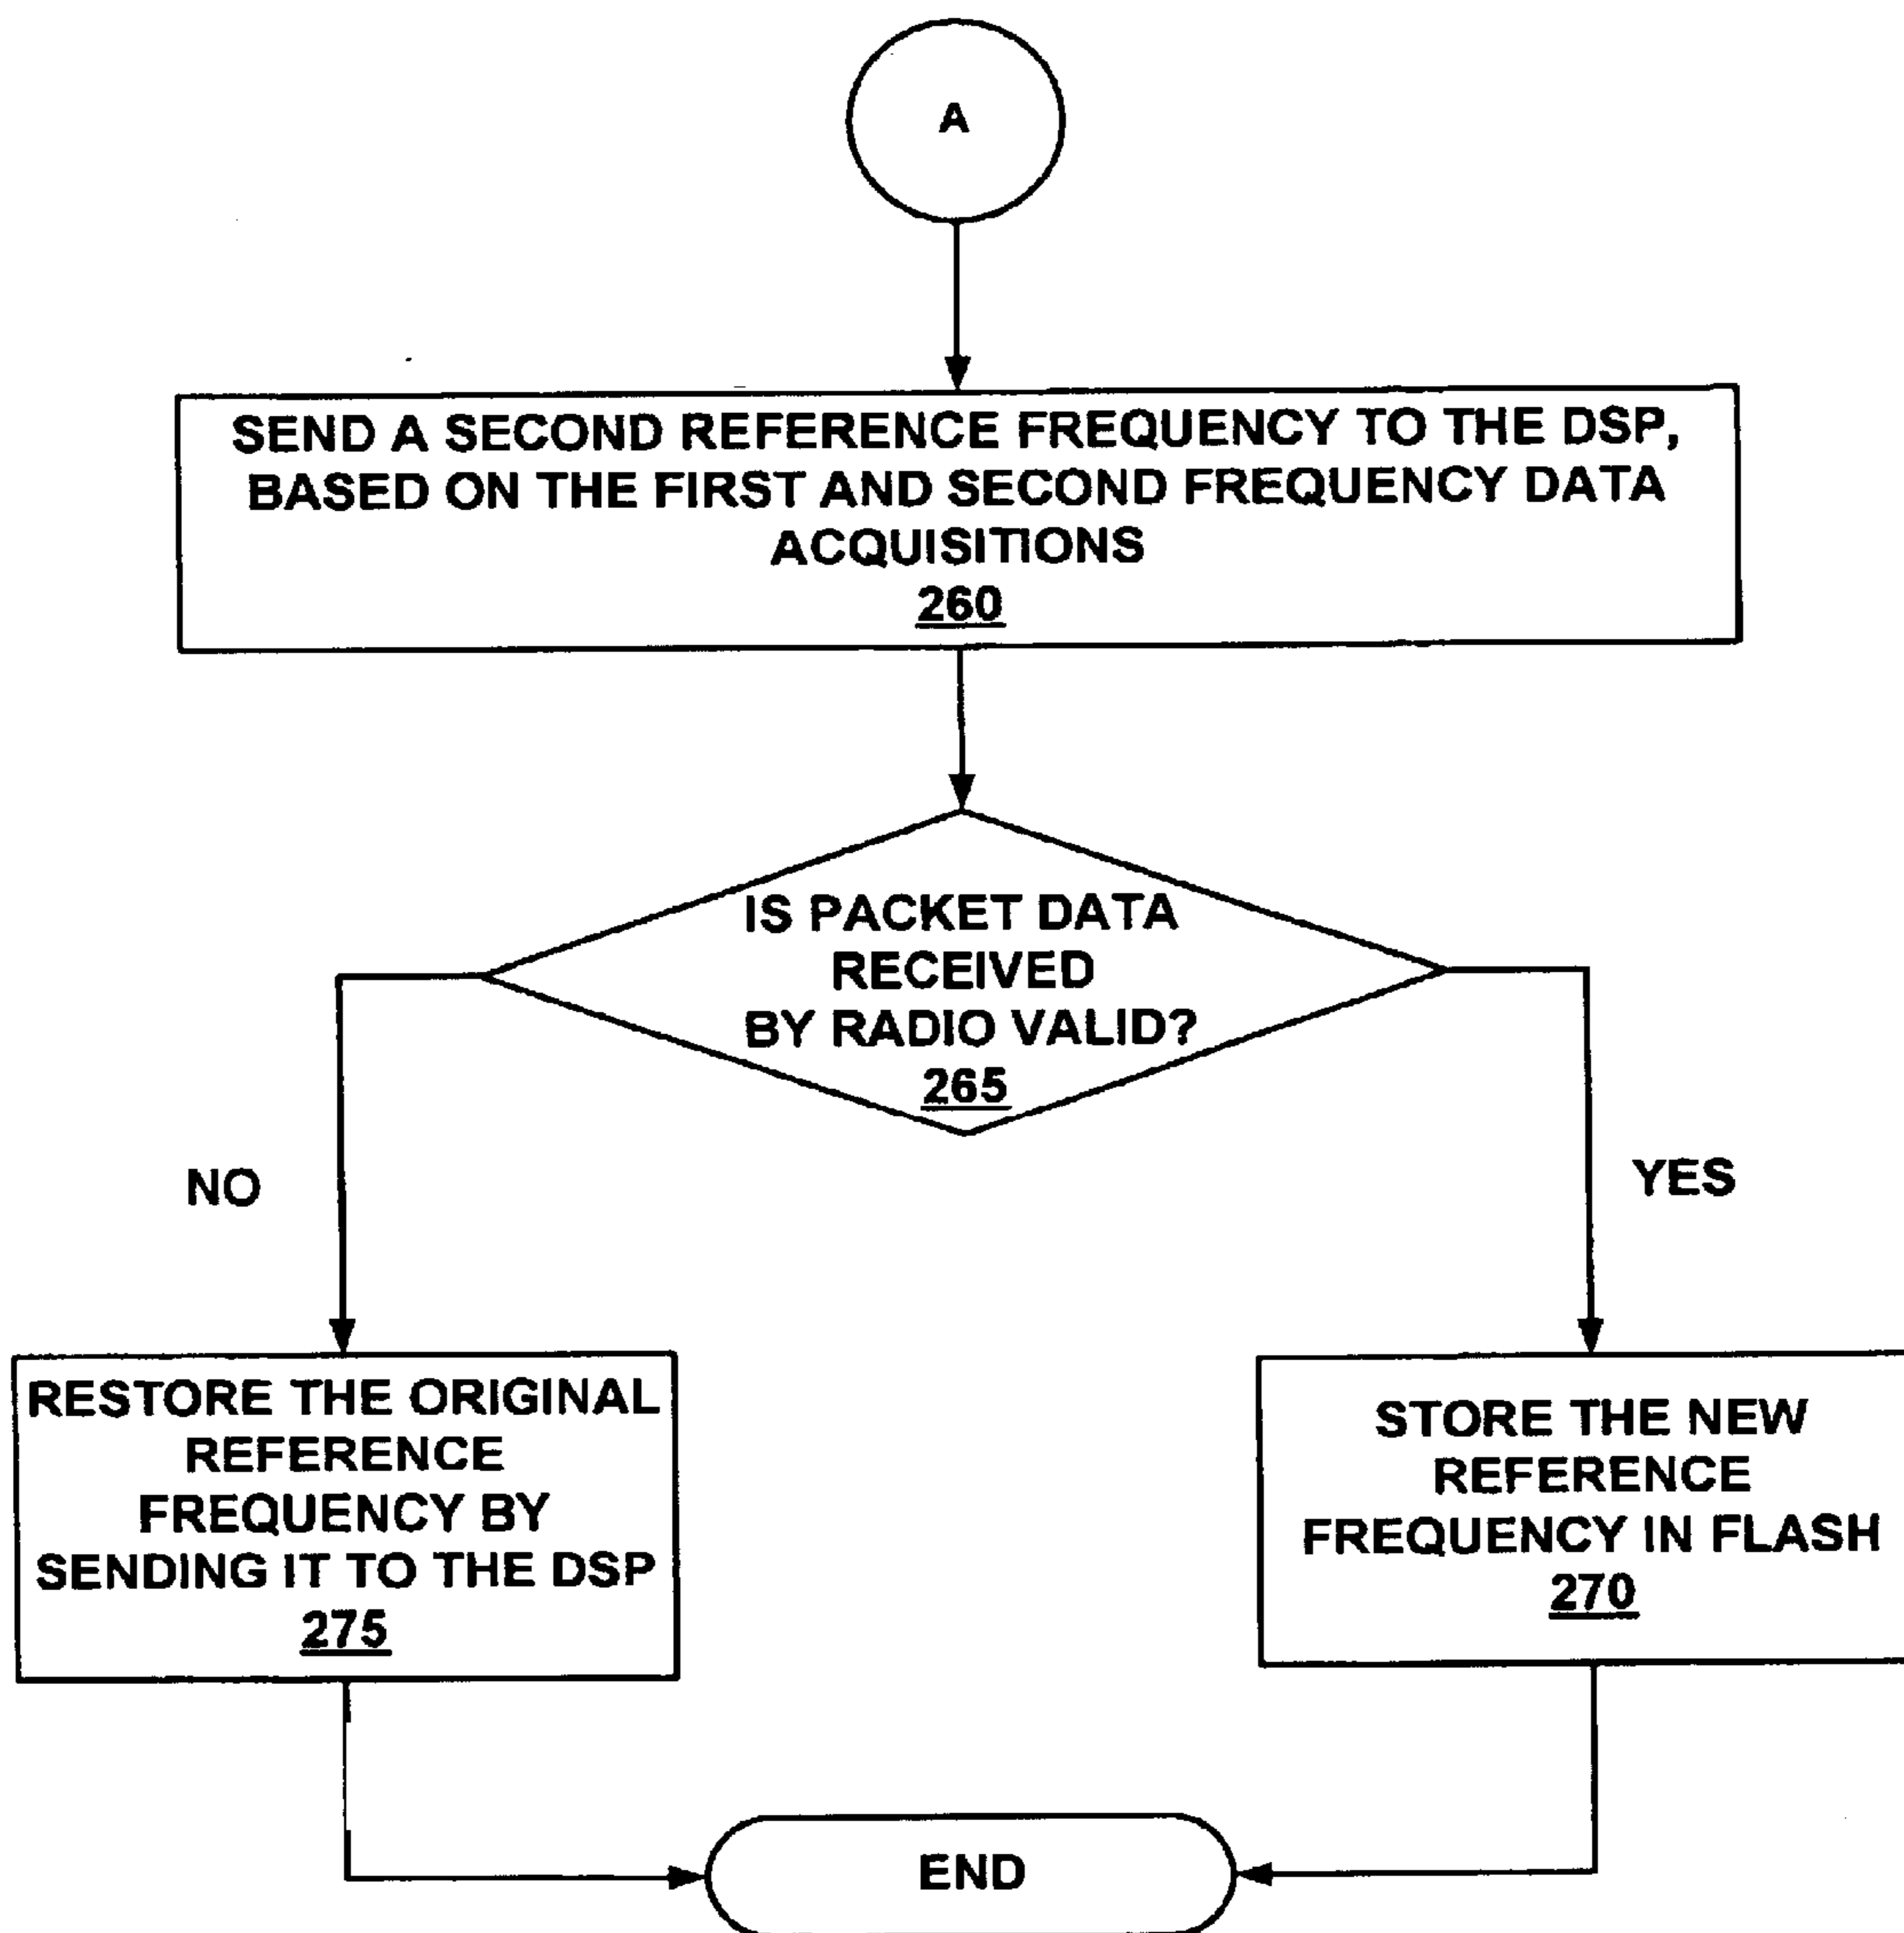 A
SEND A SECOND REFERENCE FREQUENCY TO THE DSP,
BASED ON THE FIRST AND SECOND FREQUENCY DATA
ACQUISITIONS
260
IS PACKET DATA
RECEIVED
BY RADIO VALID?
265
NO
YES
RESTORE THE ORIGINAL
REFERENCE
FREQUENCY BY
SENDING IT TO THE DSP
275
STORE THE NEW
REFERENCE
FREQUENCY IN FLASH
270
END